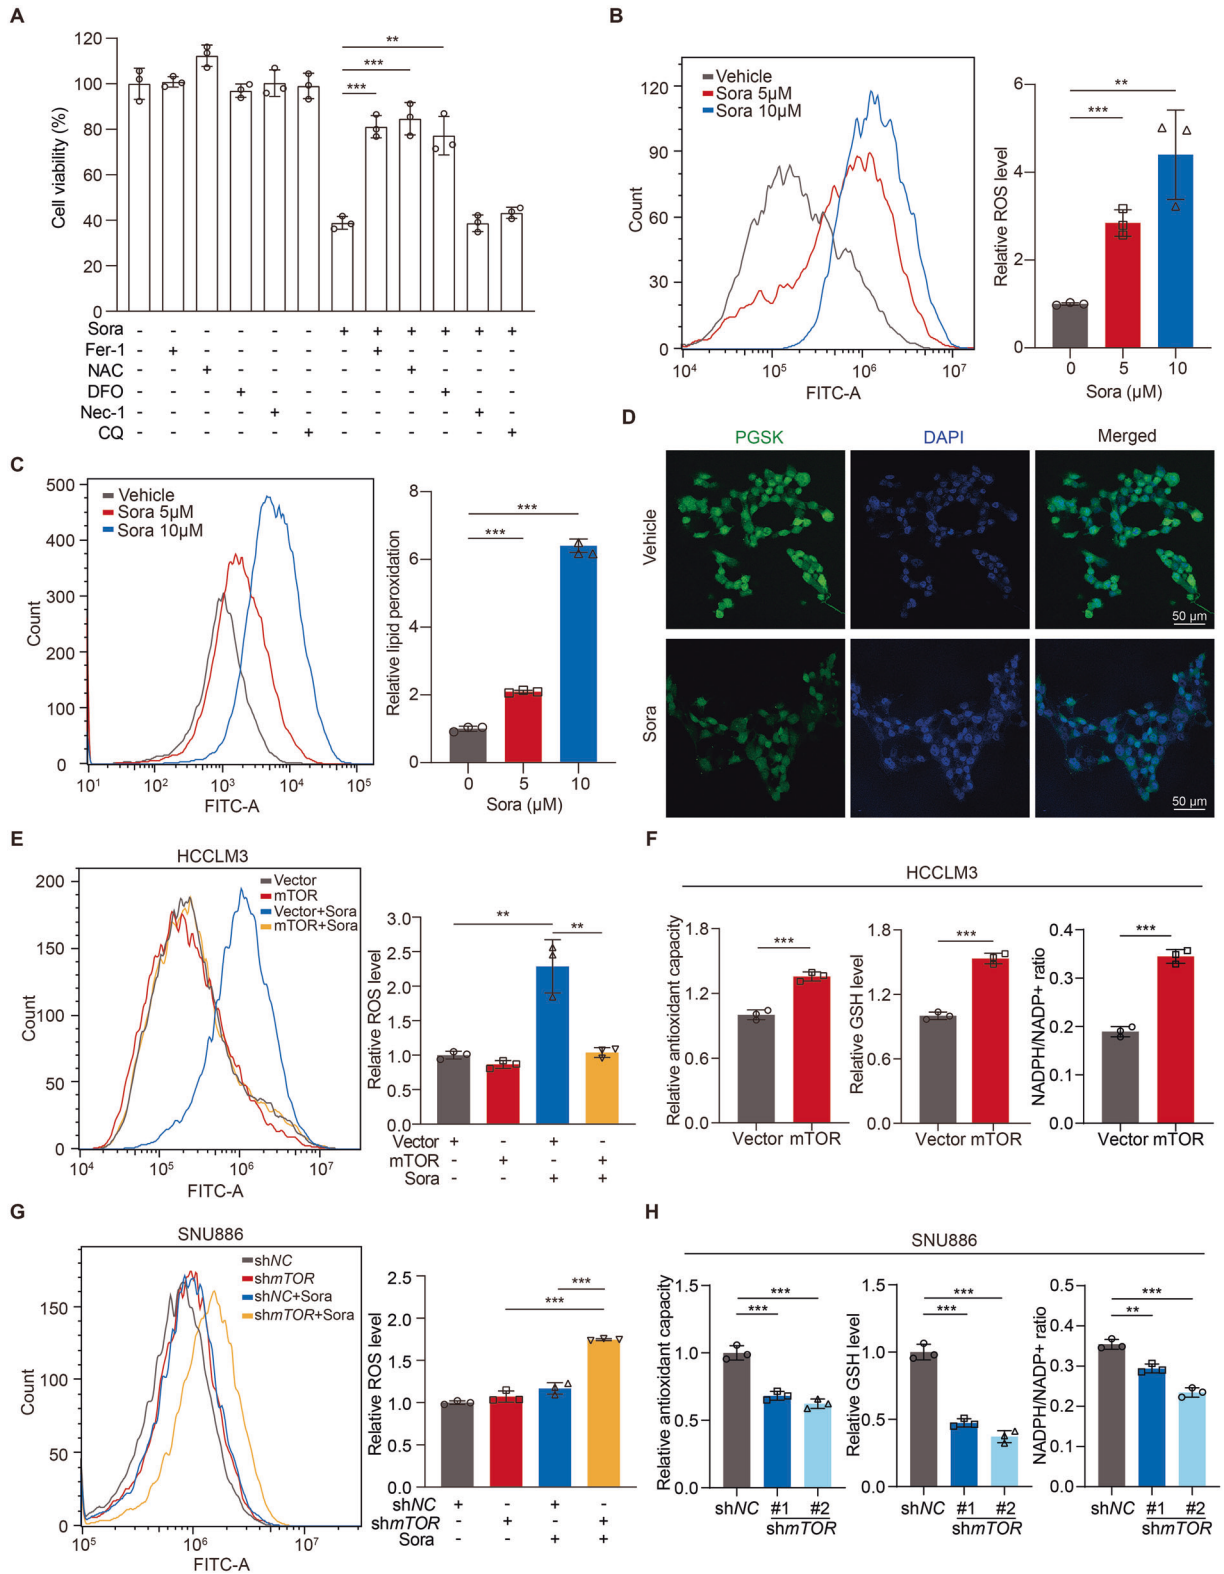 A
Cell viability (%)
120
100
80
60
40
20
0
**
***
***
Sora - - - - - - + + + + + +
Fer-1 - + - - - - - + - - - -
NAC - - + - - - - - + - - -
DFO - - - + - - - - - + - -
Nec-1 - - - - + - - - - - + -
CQ - - - - - + - - - - - +
B
Vehicle
Sora 5μM
Sora 10μM
Count
120
90
60
30
0
10⁴ 10⁵ 10⁶ 10⁷
FITC-A
Relative ROS level
6
4
2
0
**
***
0 5 10
Sora (μM)
C
Vehicle
Sora 5μM
Sora 10μM
Count
500
400
300
200
100
0
10¹ 10² 10³ 10⁴ 10⁵
FITC-A
Relative lipid peroxidation
8
6
4
2
0
***
***
0 5 10
Sora (μM)
D
PGSK DAPI Merged
Vehicle
50 μm
Sora
50 μm
E
HCCLM3
Vector
mTOR
Vector+Sora
mTOR+Sora
Count
200
150
100
50
0
10⁴ 10⁵ 10⁶ 10⁷
FITC-A
Relative ROS level
3.0
2.5
2.0
1.5
1.0
0.5
0.0
** **
Vector + - + -
mTOR - + - +
Sora - - + +
F
HCCLM3
Relative antioxidant capacity
1.8
1.2
0.6
0.0
***
Vector mTOR
Relative GSH level
1.8
1.2
0.6
0.0
***
Vector mTOR
NADPH/NADP+ ratio
0.4
0.3
0.2
0.1
0.0
***
Vector mTOR
G
SNU886
shNC
shmTOR
shNC+Sora
shmTOR+Sora
Count
150
100
50
0
10⁵ 10⁶ 10⁷
FITC-A
Relative ROS level
2.5
2.0
1.5
1.0
0.5
0.0
***
***
shNC + - + -
shmTOR - + - +
Sora - - + +
H
SNU886
Relative antioxidant capacity
1.5
1.0
0.5
0.0
***
***
shNC #1 #2
shmTOR
Relative GSH level
1.5
1.0
0.5
0.0
***
***
shNC #1 #2
shmTOR
NADPH/NADP+ ratio
0.5
0.4
0.3
0.2
0.1
0.0
***
**
shNC #1 #2
shmTOR